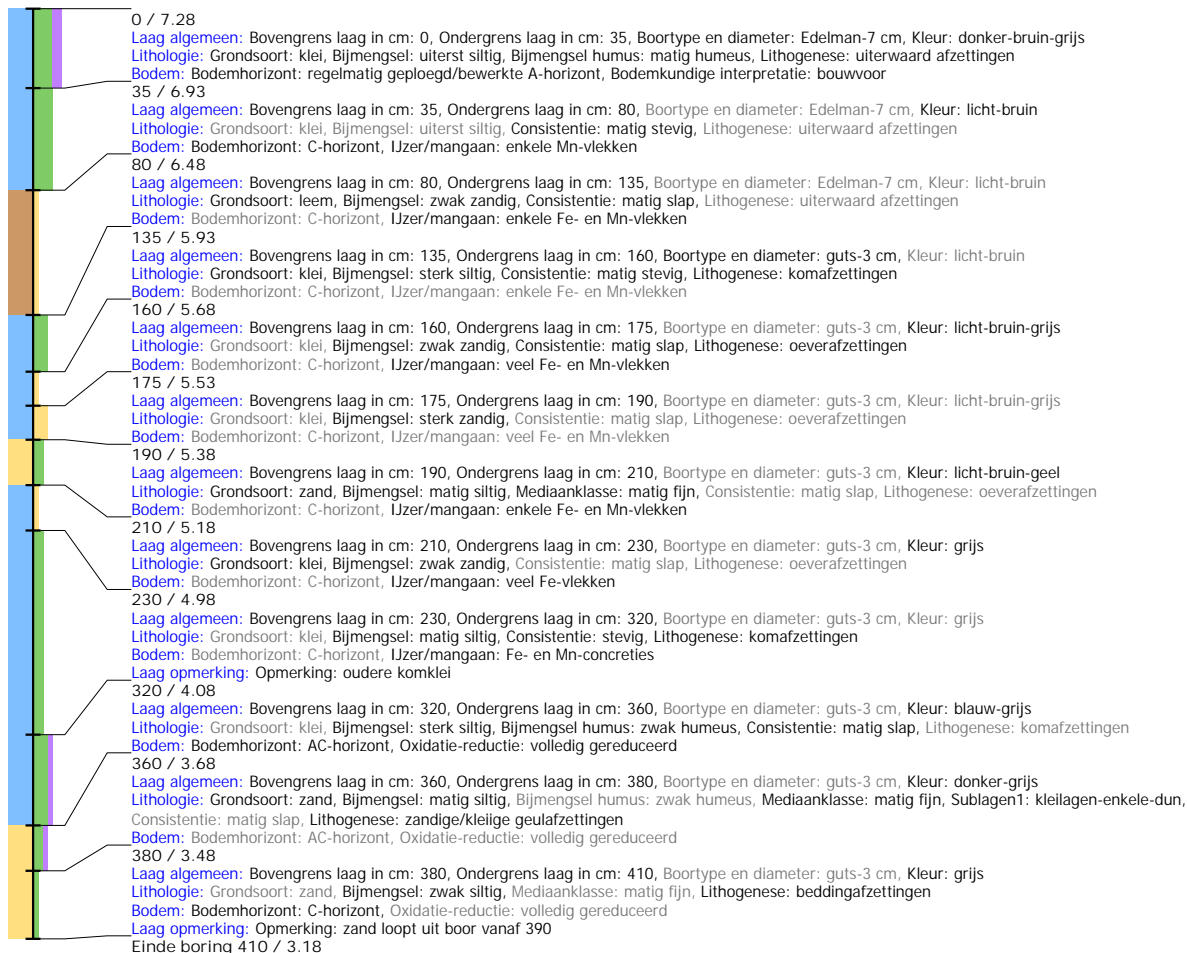 0 / 7.28
Laag algemeen: Bovengrens laag in cm: 0, Ondergrens laag in cm: 35, Boortype en diameter: Edelman-7 cm, Kleur: donker-bruin-grijs
Lithologie: Grondsoort: klei, Bijmengsel: uiterst siltig, Bijmengsel humus: matig humeus, Lithogenese: uiterwaard afzettingen
Bodem: Bodemhorizont: regelmatig geploegd/bewerkte A-horizont, Bodemkundige interpretatie: bouwvoor
35 / 6.93
Laag algemeen: Bovengrens laag in cm: 35, Ondergrens laag in cm: 80, Boortype en diameter: Edelman-7 cm, Kleur: licht-bruin
Lithologie: Grondsoort: klei, Bijmengsel: uiterst siltig, Consistentie: matig stevig, Lithogenese: uiterwaard afzettingen
Bodem: Bodemhorizont: C-horizont, IJzer/mangaan: enkele Mn-vlekken
80 / 6.48
Laag algemeen: Bovengrens laag in cm: 80, Ondergrens laag in cm: 135, Boortype en diameter: Edelman-7 cm, Kleur: licht-bruin
Lithologie: Grondsoort: leem, Bijmengsel: zwak zandig, Consistentie: matig slap, Lithogenese: uiterwaard afzettingen
Bodem: Bodemhorizont: C-horizont, IJzer/mangaan: enkele Fe- en Mn-vlekken
135 / 5.93
Laag algemeen: Bovengrens laag in cm: 135, Ondergrens laag in cm: 160, Boortype en diameter: guts-3 cm, Kleur: licht-bruin
Lithologie: Grondsoort: klei, Bijmengsel: sterk siltig, Consistentie: matig stevig, Lithogenese: komafzettingen
Bodem: Bodemhorizont: C-horizont, IJzer/mangaan: enkele Fe- en Mn-vlekken
160 / 5.68
Laag algemeen: Bovengrens laag in cm: 160, Ondergrens laag in cm: 175, Boortype en diameter: guts-3 cm, Kleur: licht-bruin-grijs
Lithologie: Grondsoort: klei, Bijmengsel: zwak zandig, Consistentie: matig slap, Lithogenese: oeverafzettingen
Bodem: Bodemhorizont: C-horizont, IJzer/mangaan: veel Fe- en Mn-vlekken
175 / 5.53
Laag algemeen: Bovengrens laag in cm: 175, Ondergrens laag in cm: 190, Boortype en diameter: guts-3 cm, Kleur: licht-bruin-grijs
Lithologie: Grondsoort: klei, Bijmengsel: sterk zandig, Consistentie: matig slap, Lithogenese: oeverafzettingen
Bodem: Bodemhorizont: C-horizont, IJzer/mangaan: veel Fe- en Mn-vlekken
190 / 5.38
Laag algemeen: Bovengrens laag in cm: 190, Ondergrens laag in cm: 210, Boortype en diameter: guts-3 cm, Kleur: licht-bruin-geel
Lithologie: Grondsoort: zand, Bijmengsel: matig siltig, Mediaanklasse: matig fijn, Consistentie: matig slap, Lithogenese: oeverafzettingen
Bodem: Bodemhorizont: C-horizont, IJzer/mangaan: enkele Fe- en Mn-vlekken
210 / 5.18
Laag algemeen: Bovengrens laag in cm: 210, Ondergrens laag in cm: 230, Boortype en diameter: guts-3 cm, Kleur: grijs
Lithologie: Grondsoort: klei, Bijmengsel: zwak zandig, Consistentie: matig slap, Lithogenese: oeverafzettingen
Bodem: Bodemhorizont: C-horizont, IJzer/mangaan: veel Fe-vlekken
230 / 4.98
Laag algemeen: Bovengrens laag in cm: 230, Ondergrens laag in cm: 320, Boortype en diameter: guts-3 cm, Kleur: grijs
Lithologie: Grondsoort: klei, Bijmengsel: matig siltig, Consistentie: stevig, Lithogenese: komafzettingen
Bodem: Bodemhorizont: C-horizont, IJzer/mangaan: Fe- en Mn-concreties
Laag opmerking: Opmerking: oudere komklei
320 / 4.08
Laag algemeen: Bovengrens laag in cm: 320, Ondergrens laag in cm: 360, Boortype en diameter: guts-3 cm, Kleur: blauw-grijs
Lithologie: Grondsoort: klei, Bijmengsel: sterk siltig, Bijmengsel humus: zwak humeus, Consistentie: matig slap, Lithogenese: komafzettingen
Bodem: Bodemhorizont: AC-horizont, Oxidatie-reductie: volledig gereduceerd
360 / 3.68
Laag algemeen: Bovengrens laag in cm: 360, Ondergrens laag in cm: 380, Boortype en diameter: guts-3 cm, Kleur: donker-grijs
Lithologie: Grondsoort: zand, Bijmengsel: matig siltig, Bijmengsel humus: zwak humeus, Mediaanklasse: matig fijn, Sublagen1: kleilagen-enkele-dun,
Consistentie: matig slap, Lithogenese: zandige/kleiige geulafzettingen
Bodem: Bodemhorizont: AC-horizont, Oxidatie-reductie: volledig gereduceerd
380 / 3.48
Laag algemeen: Bovengrens laag in cm: 380, Ondergrens laag in cm: 410, Boortype en diameter: guts-3 cm, Kleur: grijs
Lithologie: Grondsoort: zand, Bijmengsel: zwak siltig, Mediaanklasse: matig fijn, Lithogenese: beddingafzettingen
Bodem: Bodemhorizont: C-horizont, Oxidatie-reductie: volledig gereduceerd
Laag opmerking: Opmerking: zand loopt uit boor vanaf 390
Einde boring 410 / 3.18